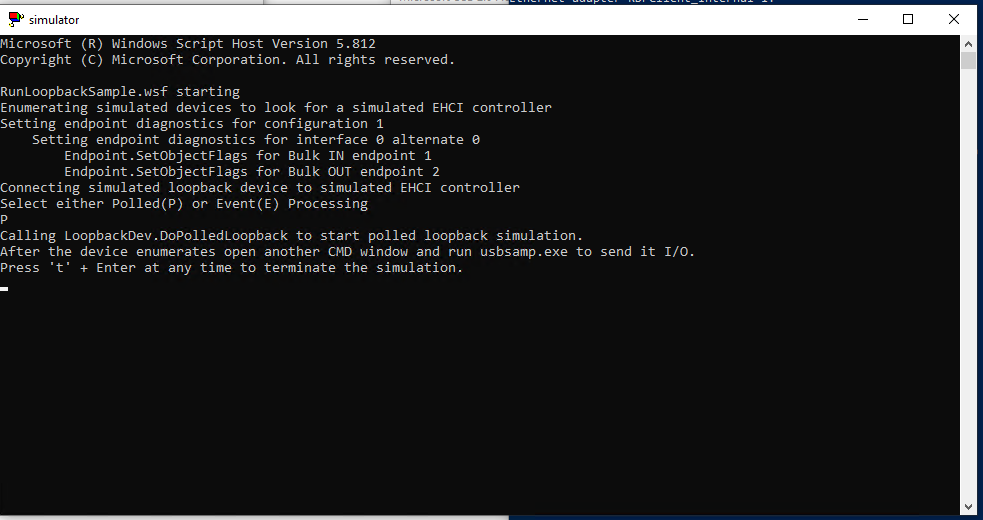 simulator
Microsoft (R) Windows Script Host Version 5.812
Copyright (C) Microsoft Corporation. All rights reserved.
RunLoopbackSample.wsf starting
Enumerating simulated devices to look for a simulated EHCI controller
Setting endpoint diagnostics for configuration 1
Setting endpoint diagnostics for interface 0 alternate 0
Endpoint.SetObjectFlags for Bulk IN endpoint 1
Endpoint.SetObjectFlags for Bulk OUT endpoint 2
Connecting simulated loopback device to simulated EHCI controller
Select either Polled(P) or Event(E) Processing
P
Calling LoopbackDev.DoPolledLoopback to start polled loopback simulation.
After the device enumerates open another CMD window and run usbsamp.exe to send it I/O.
Press 't' + Enter at any time to terminate the simulation.